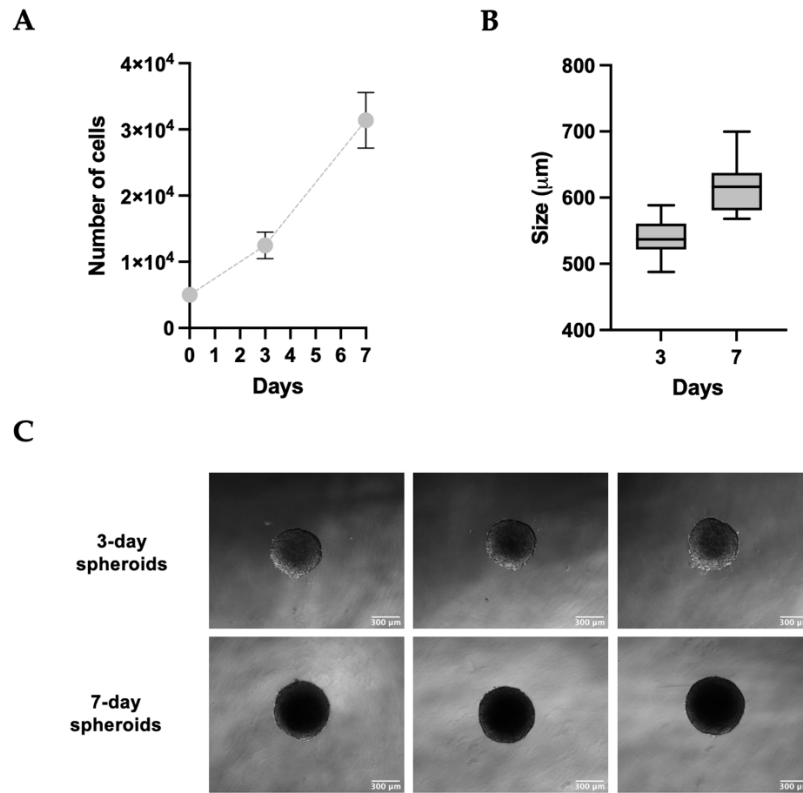 A
B
4×10⁴
3×10⁴
2×10⁴
1×10⁴
0
Number of cells
0 1 2 3 4 5 6 7
Days
800
700
600
500
400
Size (μm)
3 7
Days
C
3-day
spheroids
300 μm 300 μm 300 μm
7-day
spheroids
300 μm 300 μm 300 μm